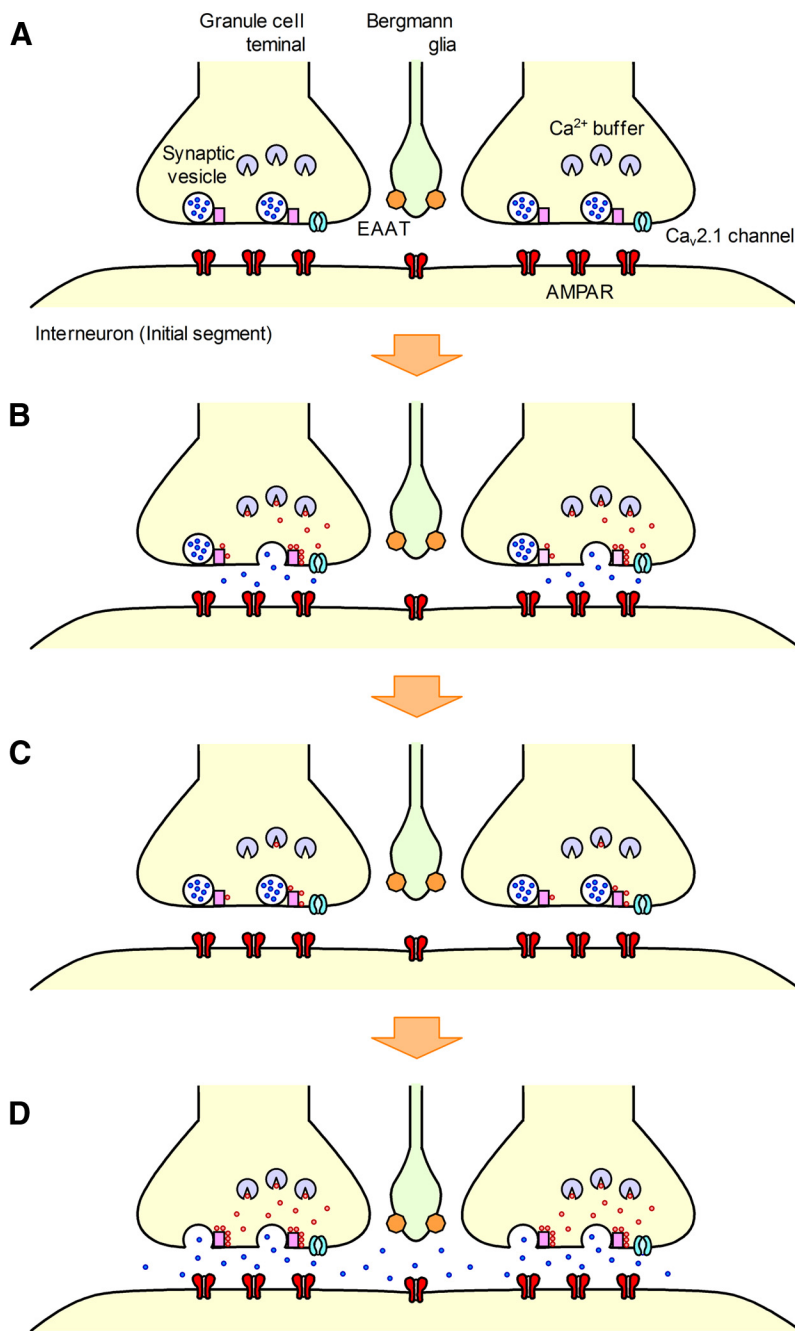 A
Granule cell
teminal
Bergmann
glia
Synaptic
vesicle
Ca2+ buffer
EAAT
Cav2.1 channel
AMPAR
Interneuron (Initial segment)
B
C
D